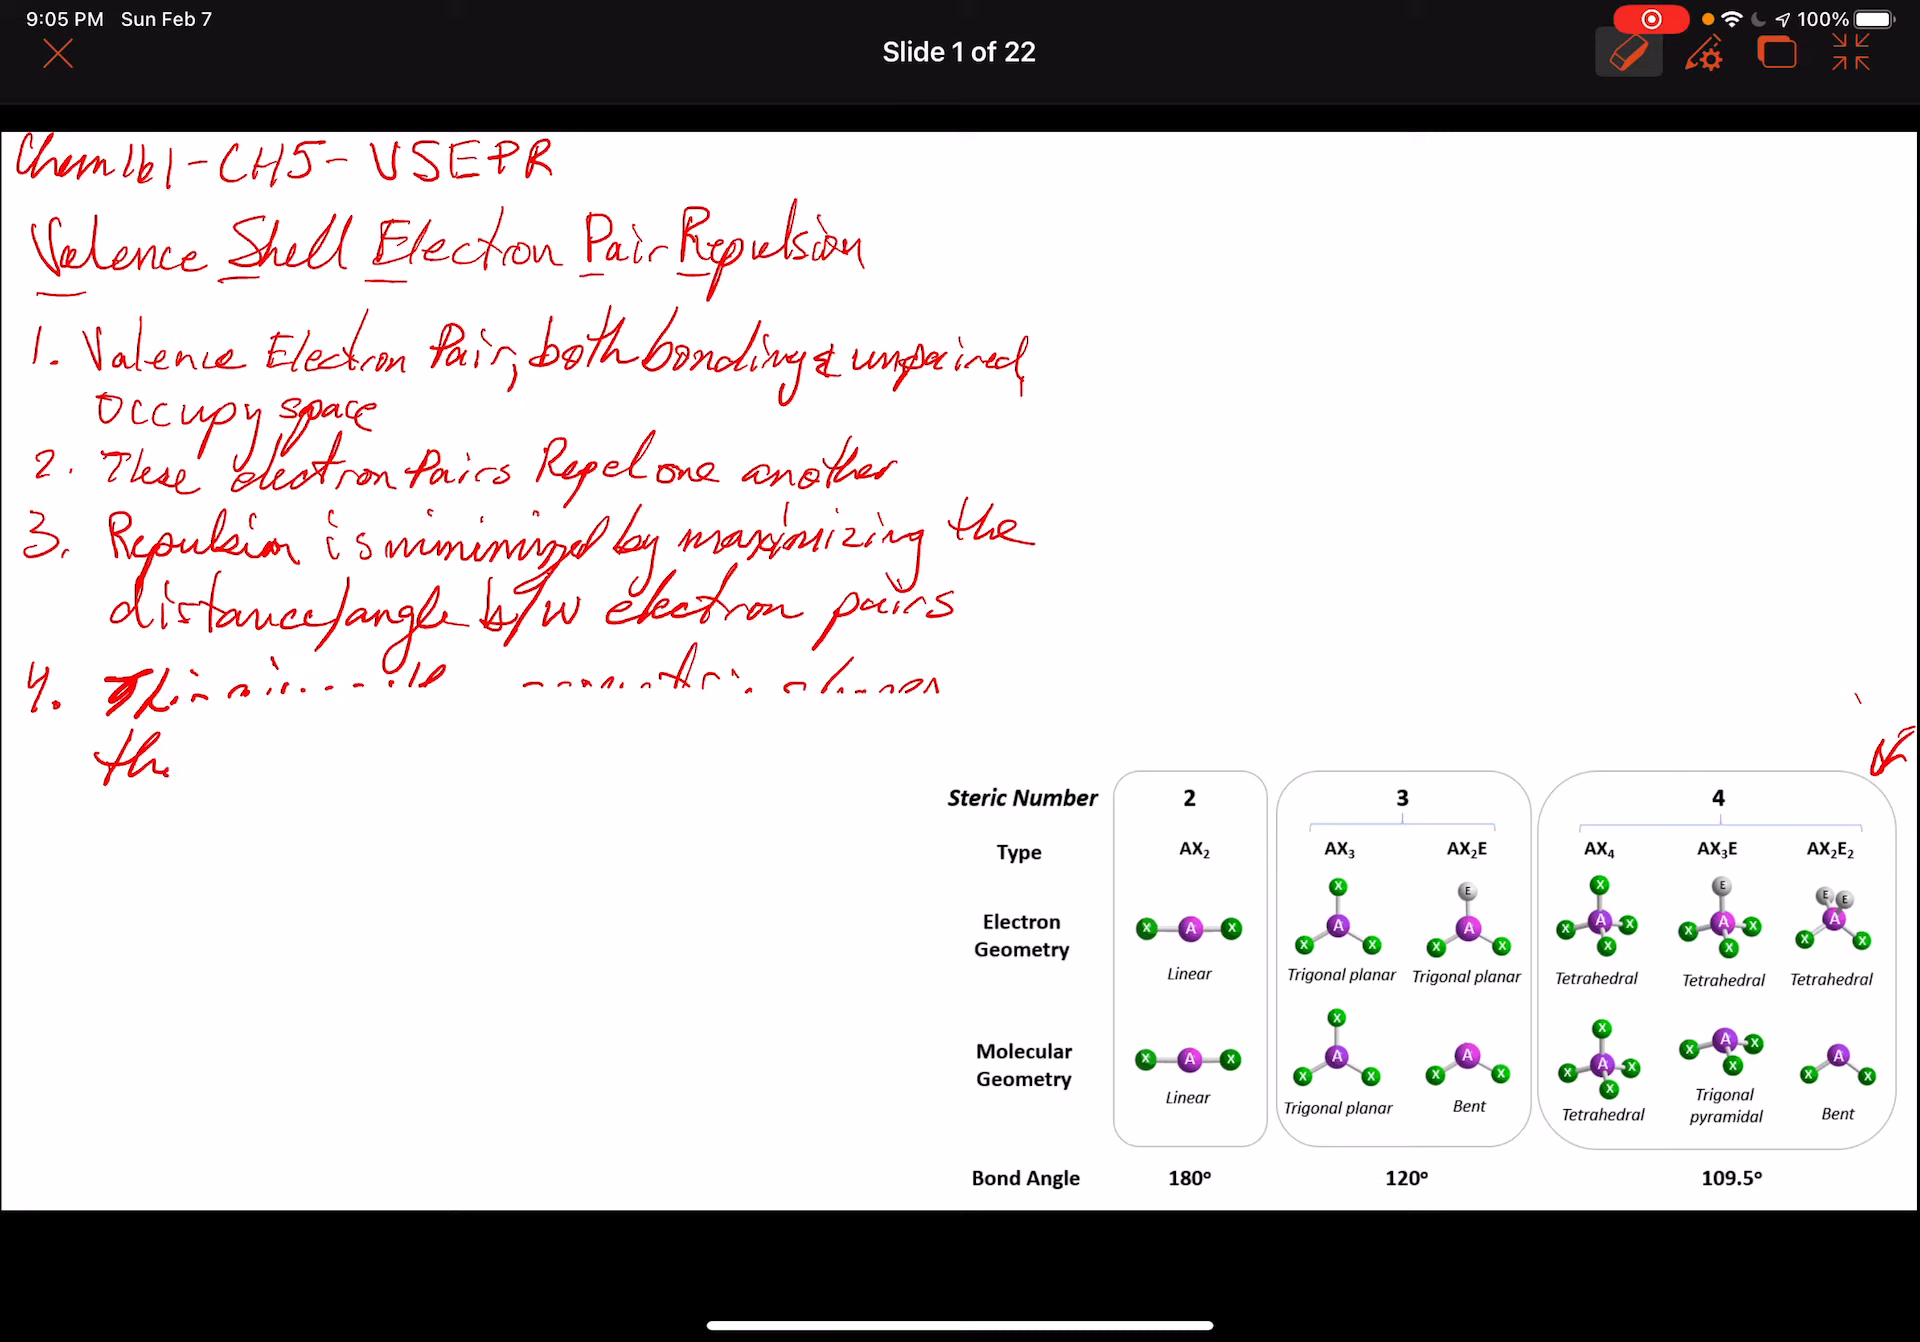 9:05 PM Sun Feb 7
100%
Slide 1 of 22
Chem 161 - CH5 - VSEPR
Valence Shell Electron Pair Repulsion
1. Valence Electron Pair, both bonding & unpaired,
occupy space
2. These electron Pairs Repel one another
3. Repulsion is minimized by maximizing the
distance/angle b/w electron pairs
4.
the
Steric Number 2 3 4
Type AX₂ AX₃ AX₂E AX₄ AX₃E AX₂E₂
X E X E E E
Electron Geometry
X A X A X X A X X X A X X A X X X A X
Linear Trigonal planar Trigonal planar Tetrahedral Tetrahedral Tetrahedral
X X
Molecular Geometry
X A X A X X A X X X A X X A X X X A X
Linear Trigonal planar Bent Tetrahedral Trigonal pyramidal Bent
Bond Angle 180° 120° 109.5°